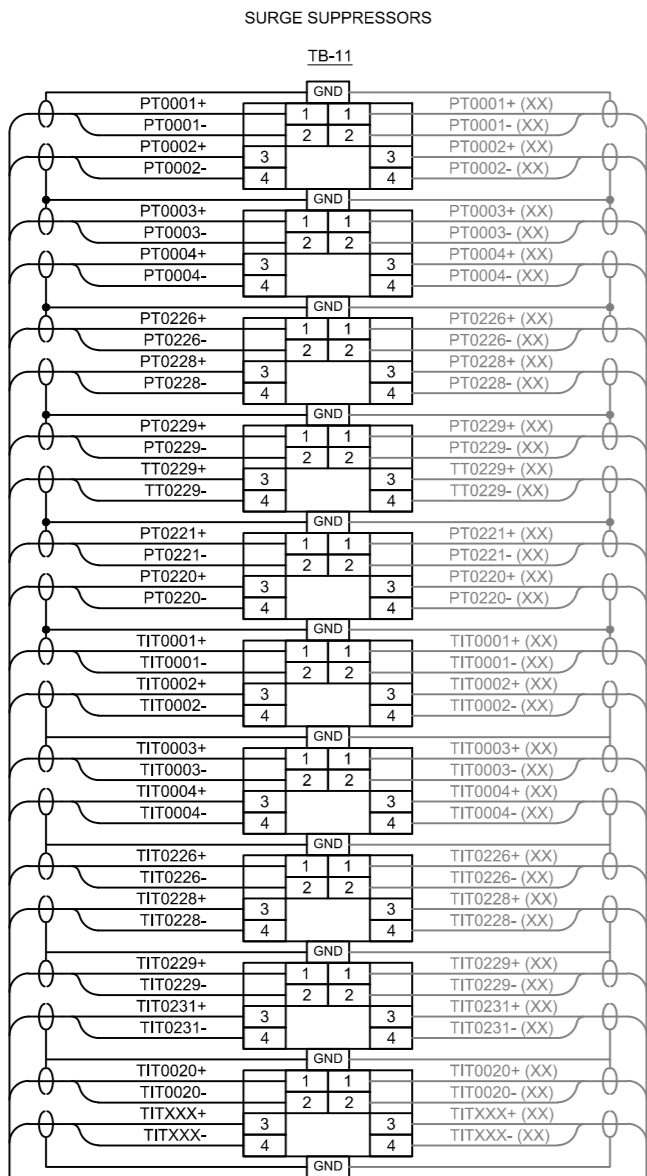 SURGE SUPPRESSORS
TB-11
GND
PT0001+ 1 1 PT0001+ (XX)
PT0001- 2 2 PT0001- (XX)
PT0002+ 3 3 PT0002+ (XX)
PT0002- 4 4 PT0002- (XX)
GND
PT0003+ 1 1 PT0003+ (XX)
PT0003- 2 2 PT0003- (XX)
PT0004+ 3 3 PT0004+ (XX)
PT0004- 4 4 PT0004- (XX)
GND
PT0226+ 1 1 PT0226+ (XX)
PT0226- 2 2 PT0226- (XX)
PT0228+ 3 3 PT0228+ (XX)
PT0228- 4 4 PT0228- (XX)
GND
PT0229+ 1 1 PT0229+ (XX)
PT0229- 2 2 PT0229- (XX)
TT0229+ 3 3 TT0229+ (XX)
TT0229- 4 4 TT0229- (XX)
GND
PT0221+ 1 1 PT0221+ (XX)
PT0221- 2 2 PT0221- (XX)
PT0220+ 3 3 PT0220+ (XX)
PT0220- 4 4 PT0220- (XX)
GND
TIT0001+ 1 1 TIT0001+ (XX)
TIT0001- 2 2 TIT0001- (XX)
TIT0002+ 3 3 TIT0002+ (XX)
TIT0002- 4 4 TIT0002- (XX)
GND
TIT0003+ 1 1 TIT0003+ (XX)
TIT0003- 2 2 TIT0003- (XX)
TIT0004+ 3 3 TIT0004+ (XX)
TIT0004- 4 4 TIT0004- (XX)
GND
TIT0226+ 1 1 TIT0226+ (XX)
TIT0226- 2 2 TIT0226- (XX)
TIT0228+ 3 3 TIT0228+ (XX)
TIT0228- 4 4 TIT0228- (XX)
GND
TIT0229+ 1 1 TIT0229+ (XX)
TIT0229- 2 2 TIT0229- (XX)
TIT0231+ 3 3 TIT0231+ (XX)
TIT0231- 4 4 TIT0231- (XX)
GND
TIT0020+ 1 1 TIT0020+ (XX)
TIT0020- 2 2 TIT0020- (XX)
TITXXX+ 3 3 TITXXX+ (XX)
TITXXX- 4 4 TITXXX- (XX)
GND